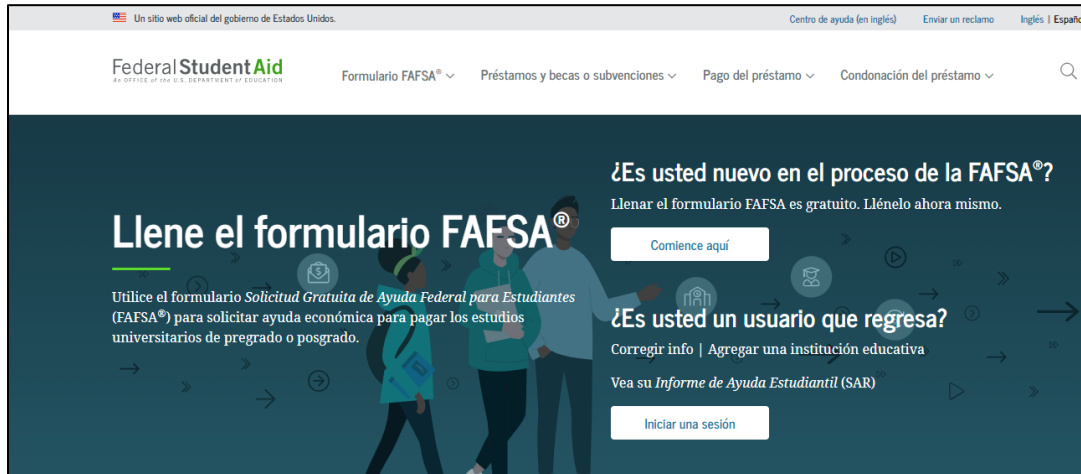 Un sitio web oficial del gobierno de Estados Unidos.
Centro de ayuda (en inglés) Enviar un reclamo Inglés | Español
Federal Student Aid
An OFFICE of the U.S. DEPARTMENT of EDUCATION
Formulario FAFSA® Préstamos y becas o subvenciones Pago del préstamo Condonación del préstamo
Llene el formulario FAFSA®
Utilice el formulario Solicitud Gratuita de Ayuda Federal para Estudiantes
(FAFSA®) para solicitar ayuda económica para pagar los estudios
universitarios de pregrado o posgrado.
¿Es usted nuevo en el proceso de la FAFSA®?
Llenar el formulario FAFSA es gratuito. Llénelo ahora mismo.
Comience aquí
¿Es usted un usuario que regresa?
Corregir info | Agregar una institución educativa
Vea su Informe de Ayuda Estudiantil (SAR)
Iniciar una sesión